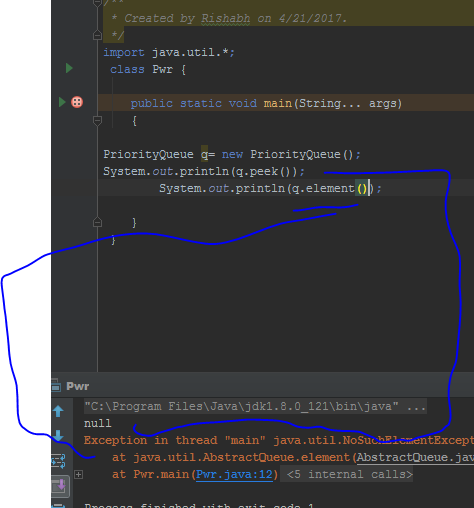 /**
* Created by Rishabh on 4/21/2017.
*/
import java.util.*;
class Pwr {
public static void main(String... args)
{
PriorityQueue q= new PriorityQueue();
System.out.println(q.peek());
System.out.println(q.element());
}
}
Pwr
"C:\Program Files\Java\jdk1.8.0_121\bin\java" ...
null
Exception in thread "main" java.util.NoSuchElementExcept
at java.util.AbstractQueue.element(AbstractQueue.jav
at Pwr.main(Pwr.java:12) <5 internal calls>
Process finished with exit code 1